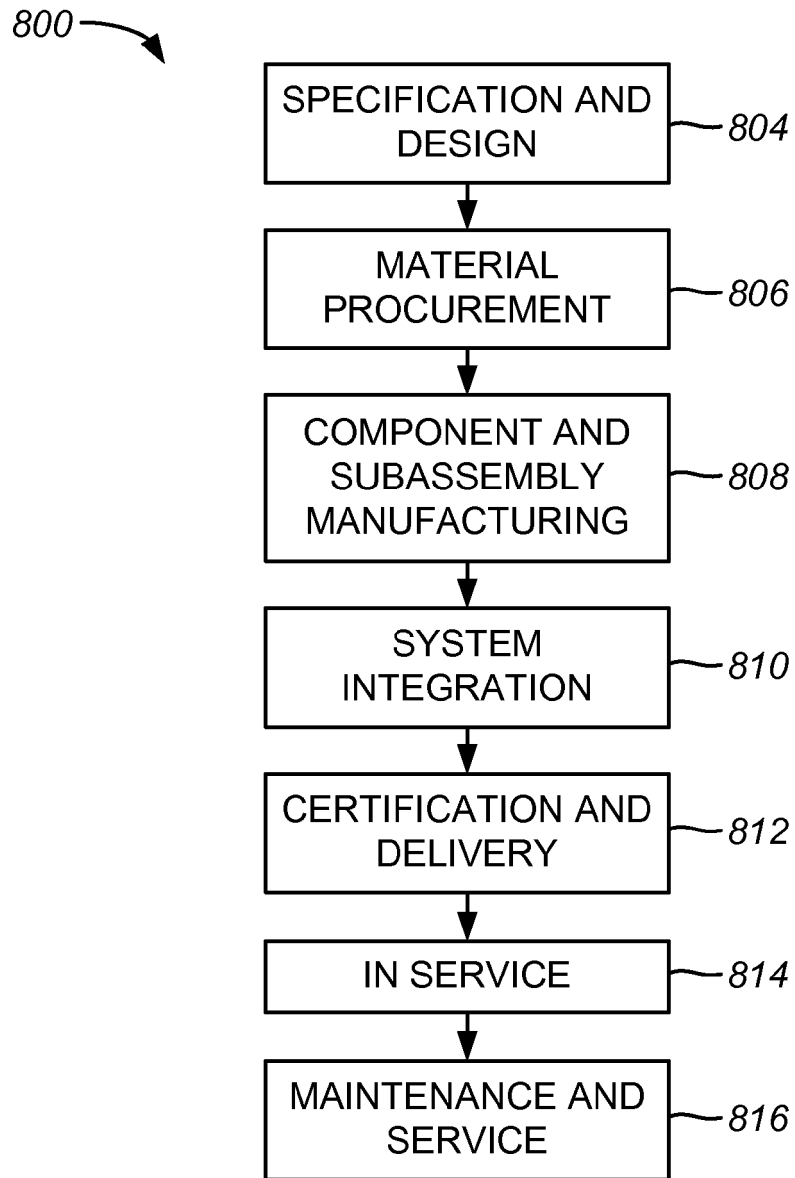 800
SPECIFICATION AND
DESIGN
804
MATERIAL
PROCUREMENT
806
COMPONENT AND
SUBASSEMBLY
MANUFACTURING
808
SYSTEM
INTEGRATION
810
CERTIFICATION AND
DELIVERY
812
IN SERVICE
814
MAINTENANCE AND
SERVICE
816